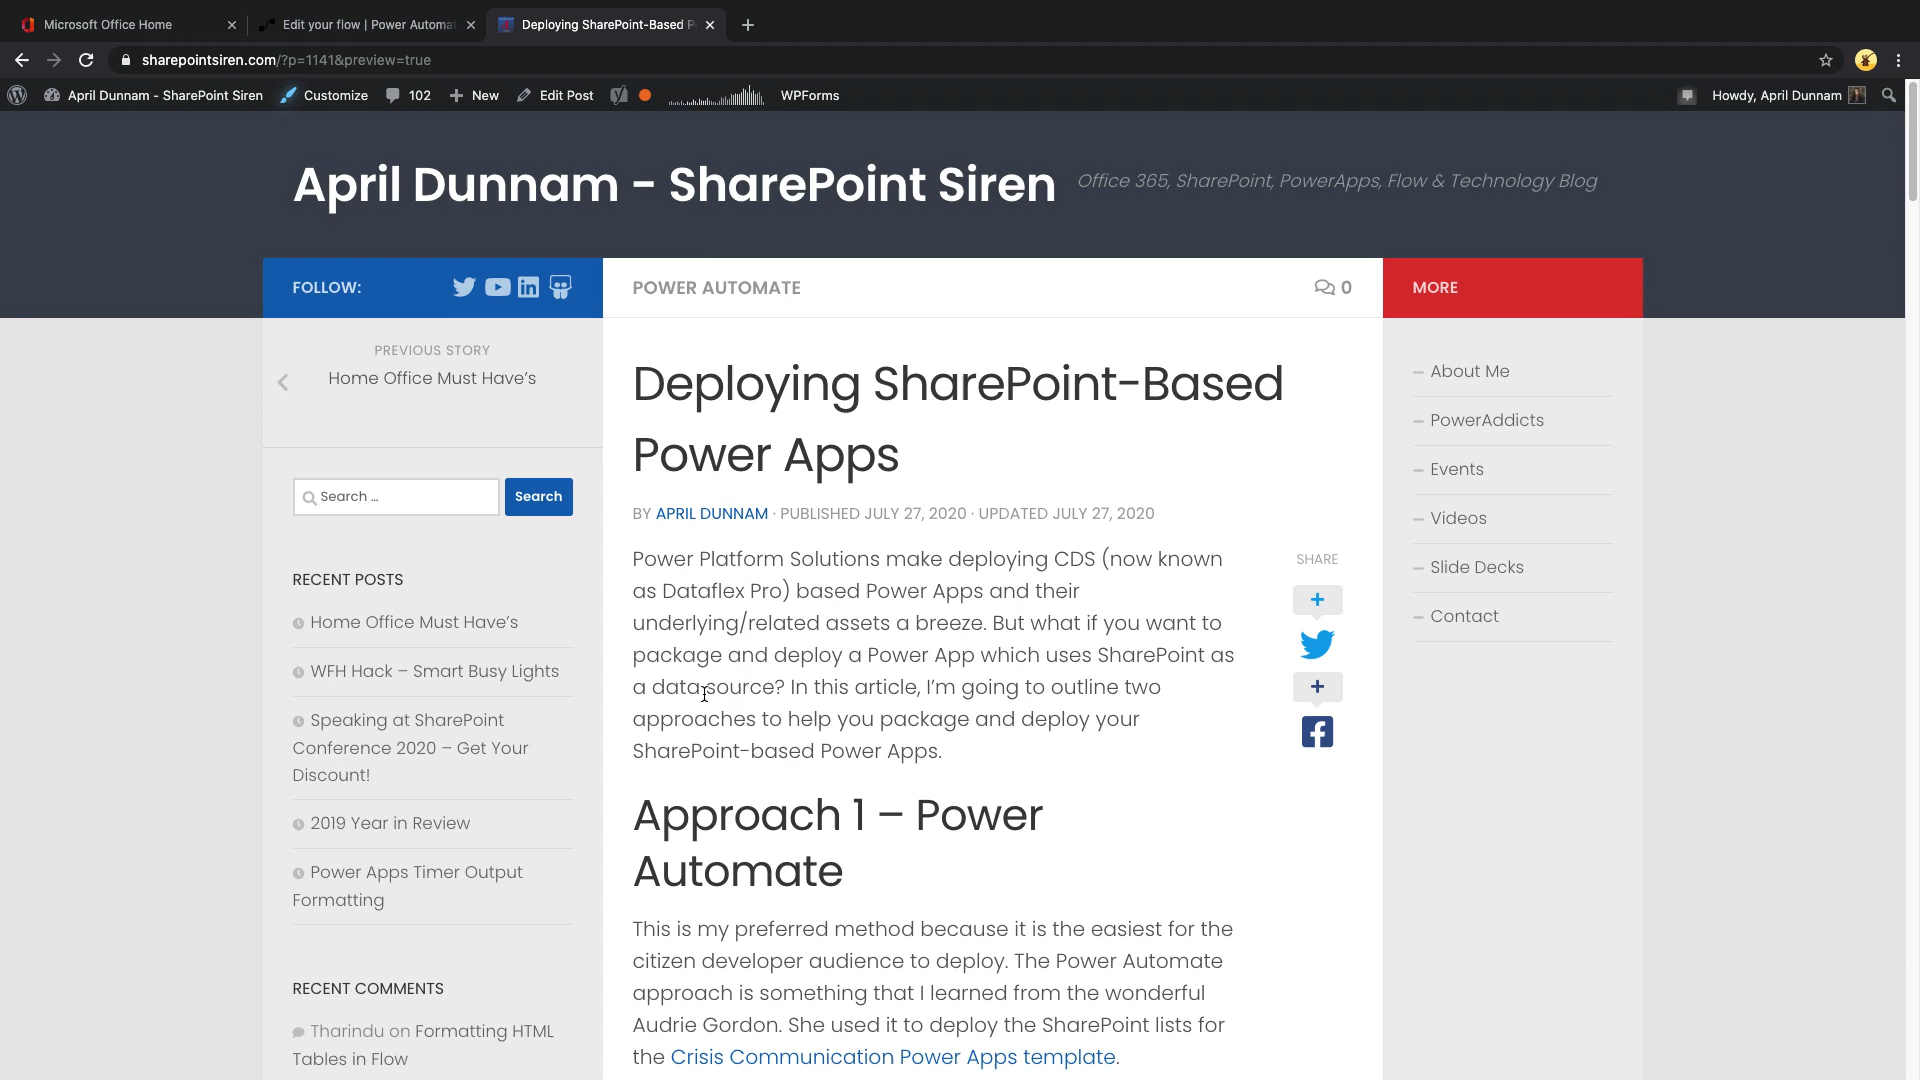 Microsoft Office Home
Edit your flow | Power Automat
Deploying SharePoint-Based P
sharepointsiren.com/?p=1141&preview=true
April Dunnam - SharePoint Siren
Customize
102
New
Edit Post
WPForms
Howdy, April Dunnam
April Dunnam - SharePoint Siren
Office 365, SharePoint, PowerApps, Flow & Technology Blog
FOLLOW:
PREVIOUS STORY
Home Office Must Have's
Search ...
Search
RECENT POSTS
Home Office Must Have's
WFH Hack – Smart Busy Lights
Speaking at SharePoint
Conference 2020 – Get Your
Discount!
2019 Year in Review
Power Apps Timer Output
Formatting
RECENT COMMENTS
Tharindu on Formatting HTML
Tables in Flow
POWER AUTOMATE
0
Deploying SharePoint-Based
Power Apps
BY APRIL DUNNAM · PUBLISHED JULY 27, 2020 · UPDATED JULY 27, 2020
Power Platform Solutions make deploying CDS (now known
as Dataflex Pro) based Power Apps and their
underlying/related assets a breeze. But what if you want to
package and deploy a Power App which uses SharePoint as
a data source? In this article, I'm going to outline two
approaches to help you package and deploy your
SharePoint-based Power Apps.
SHARE
Approach 1 – Power
Automate
This is my preferred method because it is the easiest for the
citizen developer audience to deploy. The Power Automate
approach is something that I learned from the wonderful
Audrie Gordon. She used it to deploy the SharePoint lists for
the Crisis Communication Power Apps template.
MORE
About Me
PowerAddicts
Events
Videos
Slide Decks
Contact